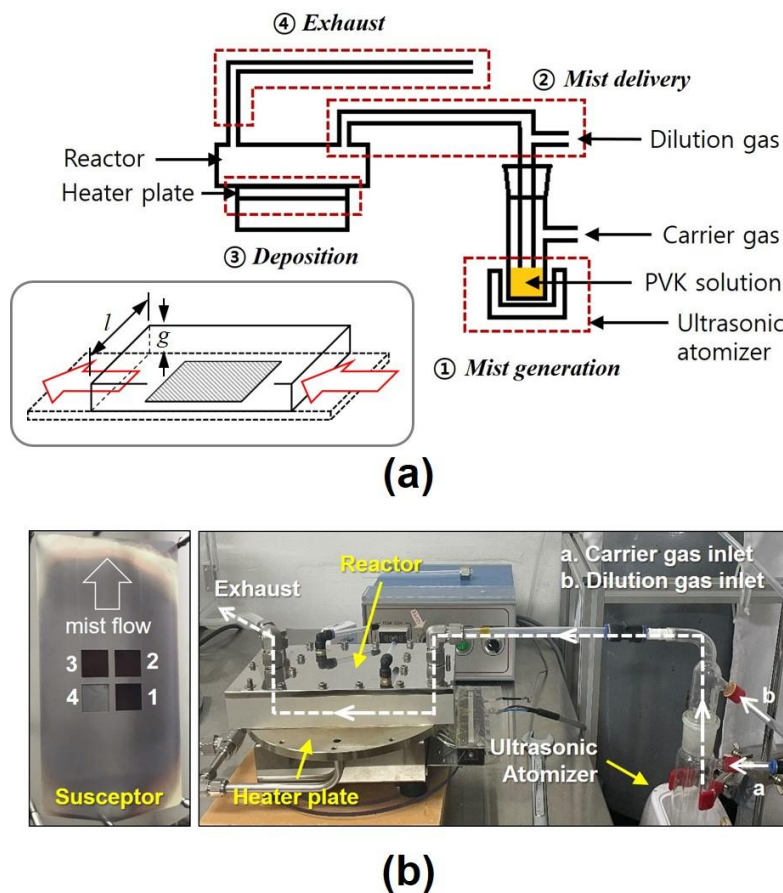 ④ Exhaust
② Mist delivery
Reactor
Dilution gas
Heater plate
Carrier gas
③ Deposition
PVK solution
Ultrasonic
atomizer
① Mist generation
l
g
(a)
mist flow
3 2
4 1
Susceptor
Exhaust
Reactor
a. Carrier gas inlet
b. Dilution gas inlet
b
Ultrasonic
Atomizer
Heater plate
a
(b)